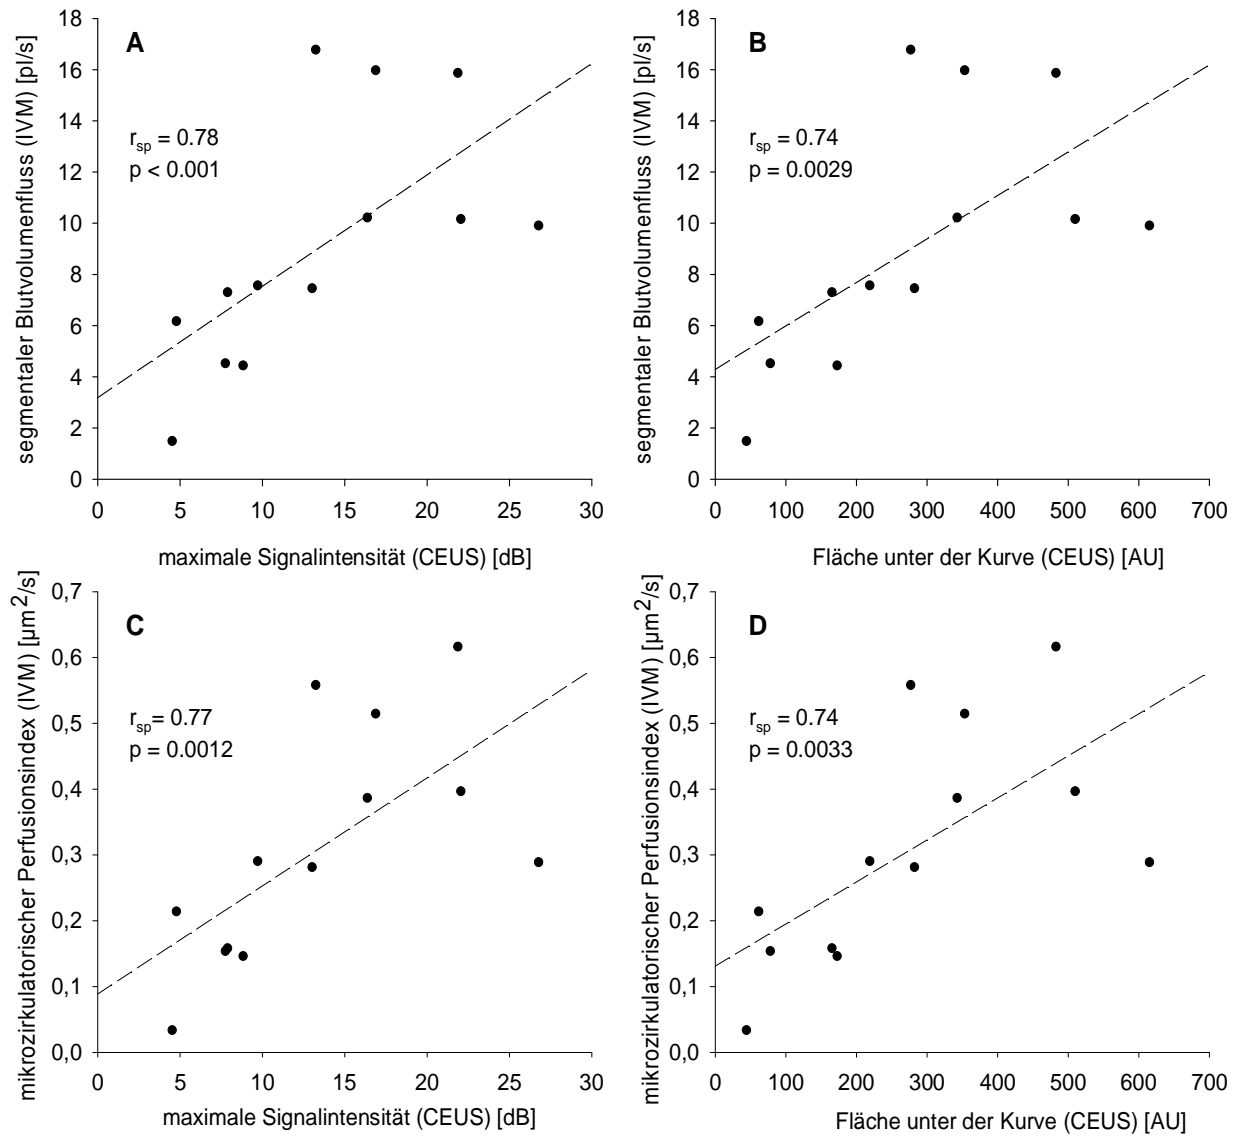 A
segmentaler Blutvolumenfluss (IVM) [pl/s]
18
16
14
12
10
8
6
4
2
0
r_sp = 0.78
p < 0.001
0 5 10 15 20 25 30
maximale Signalintensität (CEUS) [dB]
B
segmentaler Blutvolumenfluss (IVM) [pl/s]
18
16
14
12
10
8
6
4
2
0
r_sp = 0.74
p = 0.0029
0 100 200 300 400 500 600 700
Fläche unter der Kurve (CEUS) [AU]
C
mikrozirkulatorischer Perfusionsindex (IVM) [µm²/s]
0,7
0,6
0,5
0,4
0,3
0,2
0,1
0,0
r_sp= 0.77
p = 0.0012
0 5 10 15 20 25 30
maximale Signalintensität (CEUS) [dB]
D
mikrozirkulatorischer Perfusionsindex (IVM) [µm²/s]
0,7
0,6
0,5
0,4
0,3
0,2
0,1
0,0
r_sp = 0.74
p = 0.0033
0 100 200 300 400 500 600 700
Fläche unter der Kurve (CEUS) [AU]